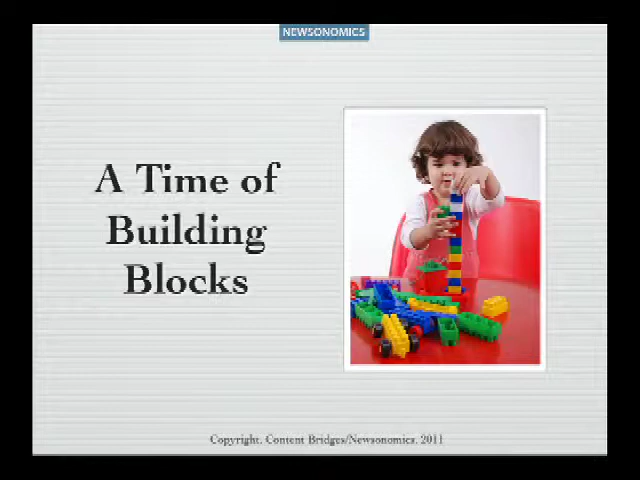 NEWSONOMICS
A Time of
Building
Blocks
Copyright. Content Bridges/Newsonomics. 2011